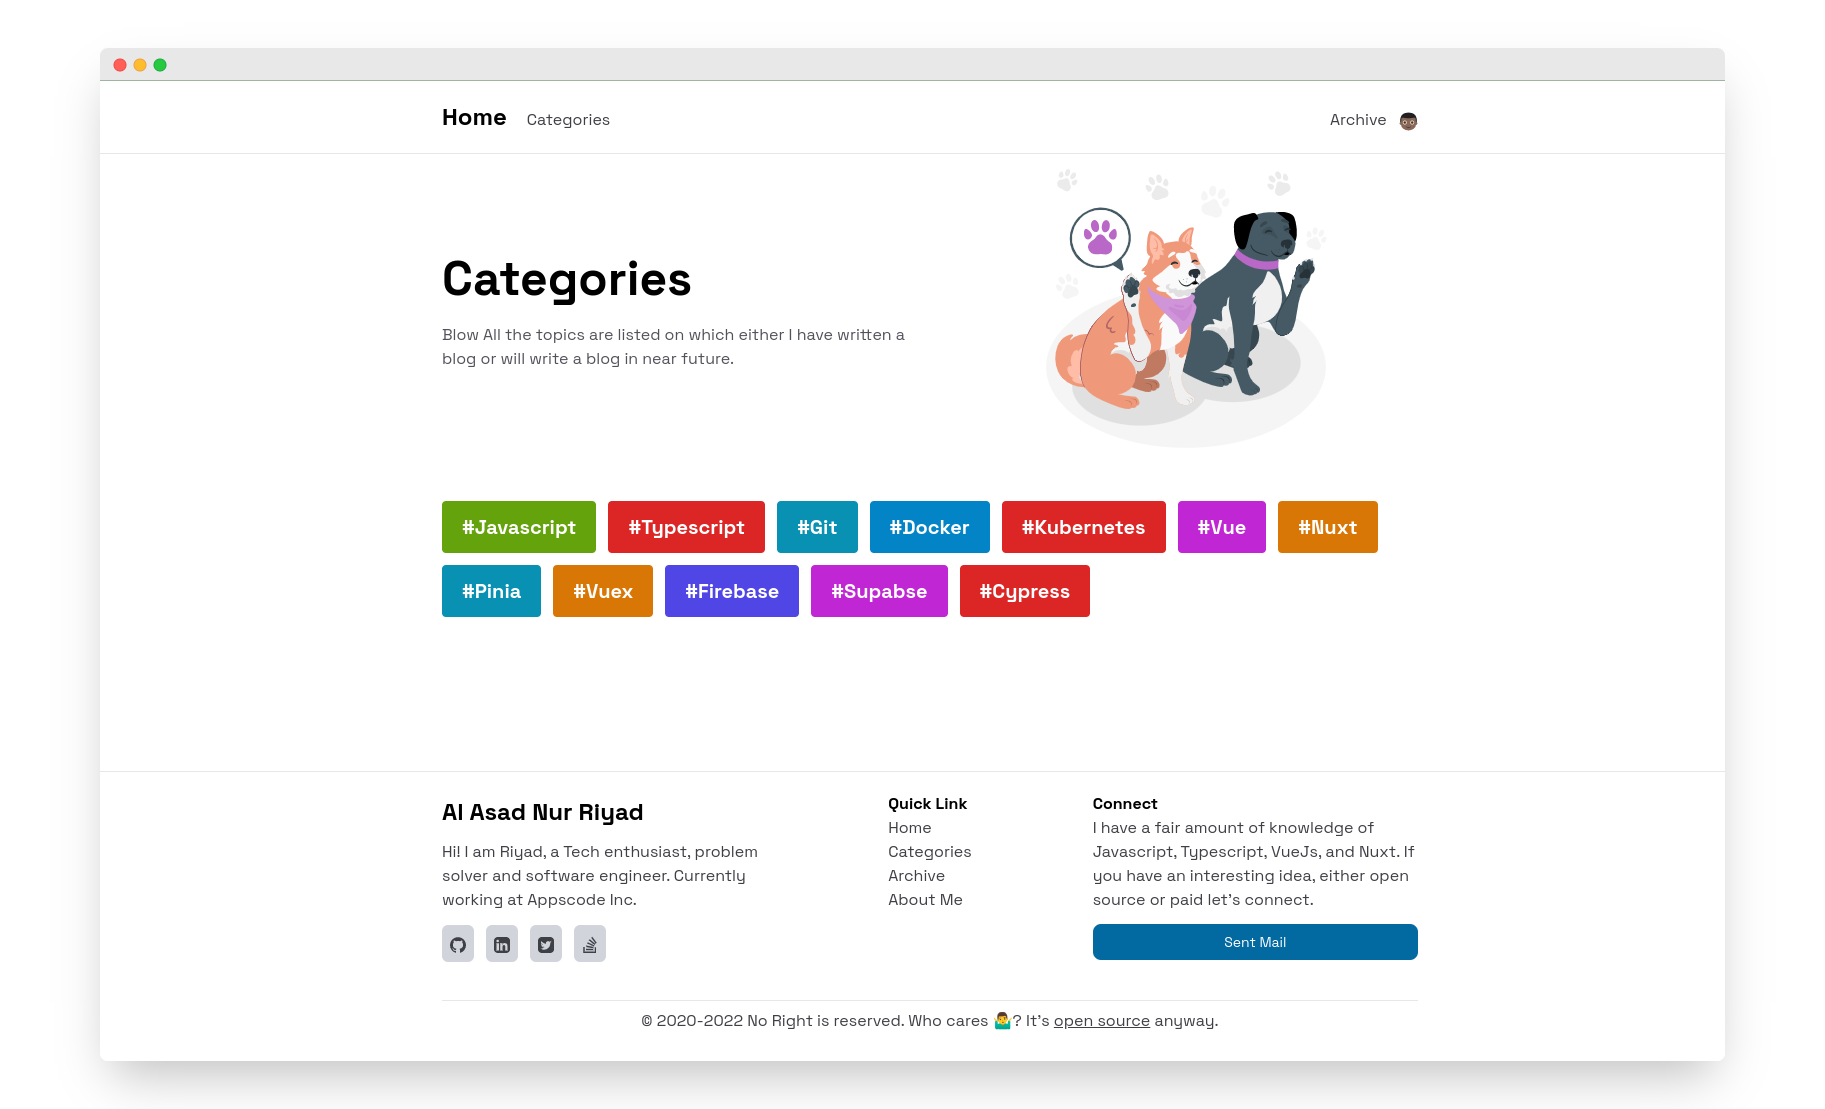 Home Categories Archive
Categories
Blow All the topics are listed on which either I have written a
blog or will write a blog in near future.
#Javascript #Typescript #Git #Docker #Kubernetes #Vue #Nuxt
#Pinia #Vuex #Firebase #Supabse #Cypress
Al Asad Nur Riyad
Hi! I am Riyad, a Tech enthusiast, problem
solver and software engineer. Currently
working at Appscode Inc.
Quick Link
Home
Categories
Archive
About Me
Connect
I have a fair amount of knowledge of
Javascript, Typescript, VueJs, and Nuxt. If
you have an interesting idea, either open
source or paid let's connect.
Sent Mail
© 2020-2022 No Right is reserved. Who cares 🤷‍♂️? It's open source anyway.